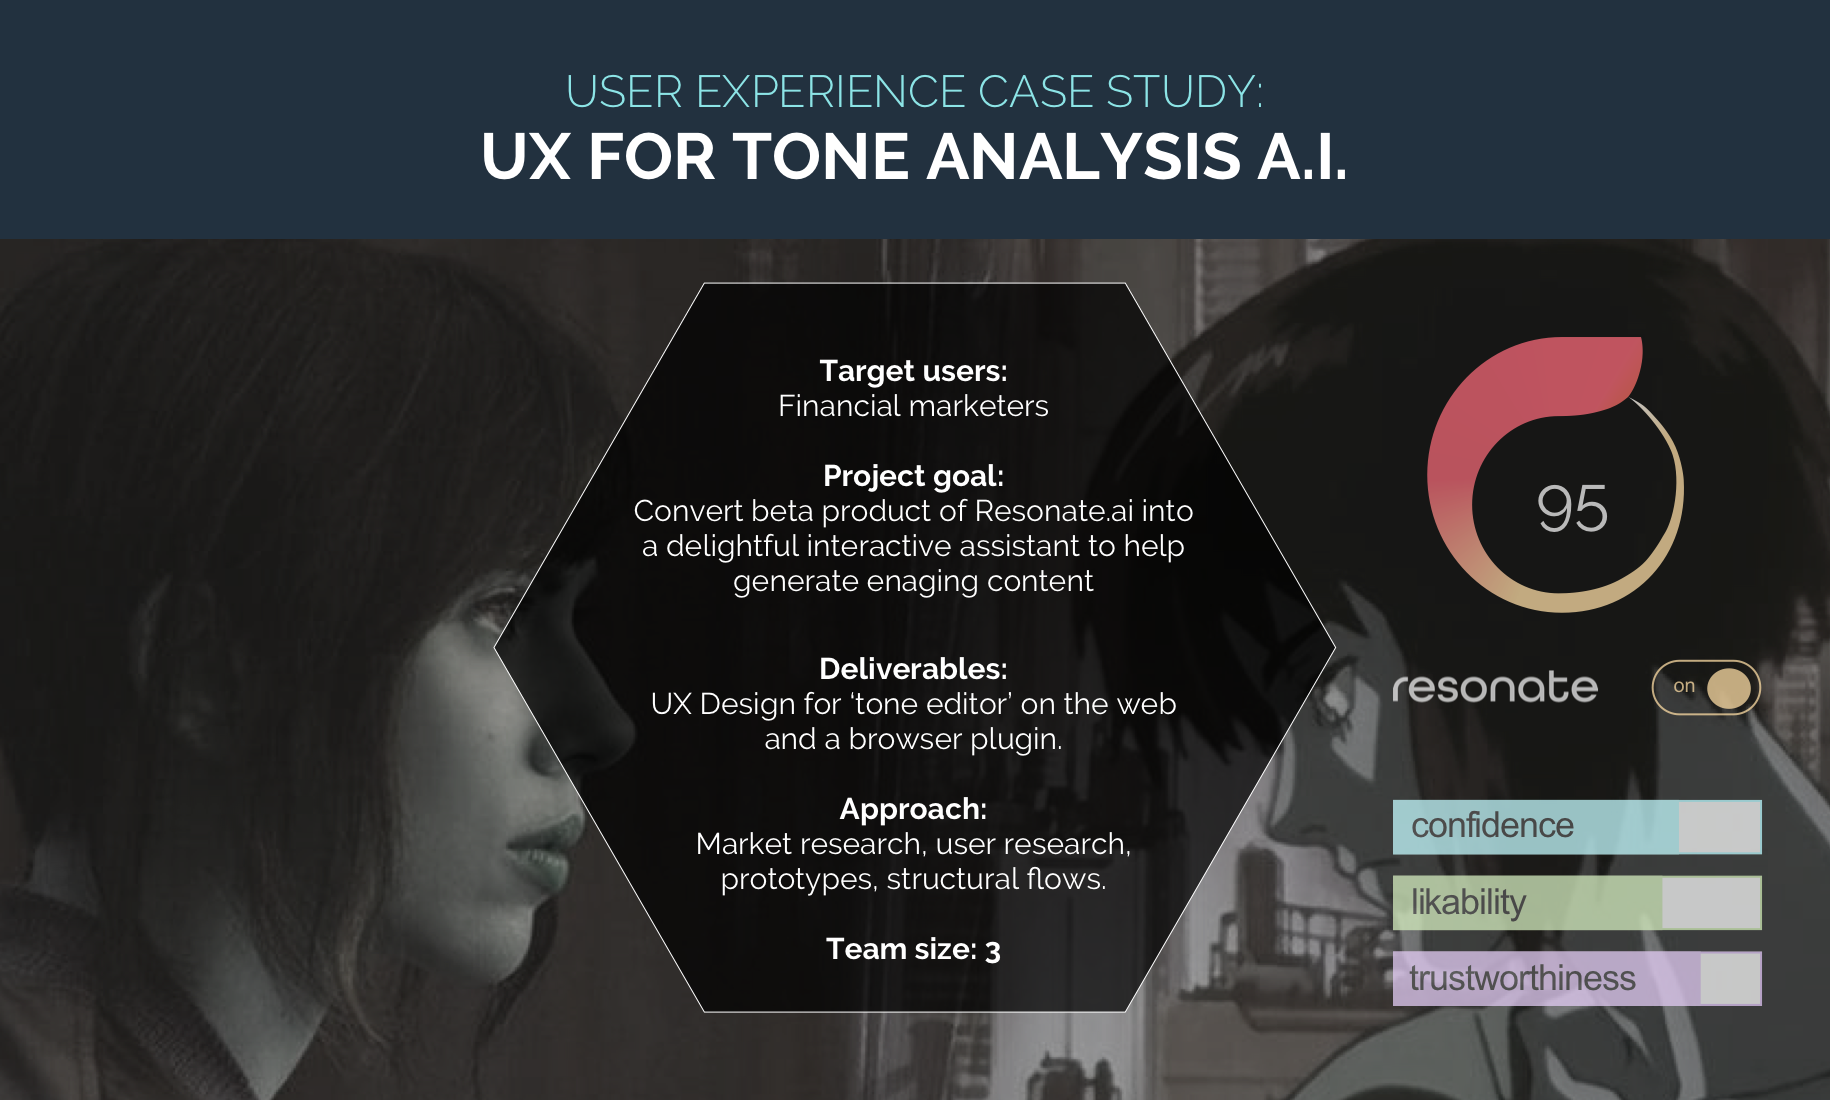 USER EXPERIENCE CASE STUDY:
UX FOR TONE ANALYSIS A.I.
Target users:
Financial marketers
Project goal:
Convert beta product of Resonate.ai into
a delightful interactive assistant to help
generate enaging content
Deliverables:
UX Design for ‘tone editor’ on the web
and a browser plugin.
Approach:
Market research, user research,
prototypes, structural flows.
Team size: 3
95
resonate
on
confidence
likability
trustworthiness